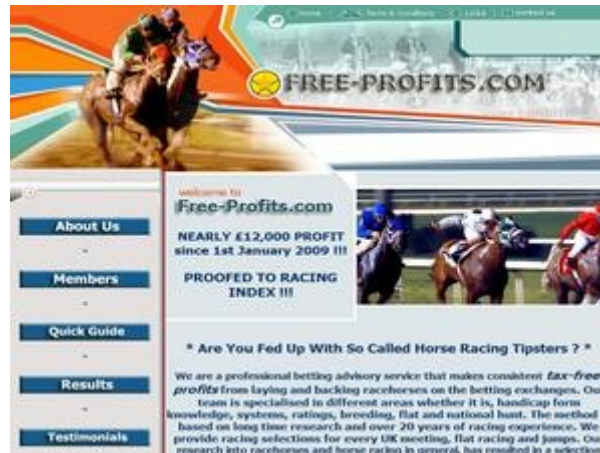 Home Terms & Conditions Links contact us
FREE-PROFITS.COM
welcome to
Free-Profits.com
NEARLY £12,000 PROFIT
since 1st January 2009 !!!
PROOFED TO RACING
INDEX !!!
About Us
Members
Quick Guide
Results
Testimonials
* Are You Fed Up With So Called Horse Racing Tipsters ? *
We are a professional betting advisory service that makes consistent tax-free
profits from laying and backing racehorses on the betting exchanges. Our
team is specialised in different areas whether it is, handicap form
knowledge, systems, ratings, breeding, flat and national hunt. The method
based on long time research and over 20 years of racing experience. We
provide racing selections for every UK meeting, flat racing and jumps. Our
research into racehorses and horse racing in general, has resulted in a selection